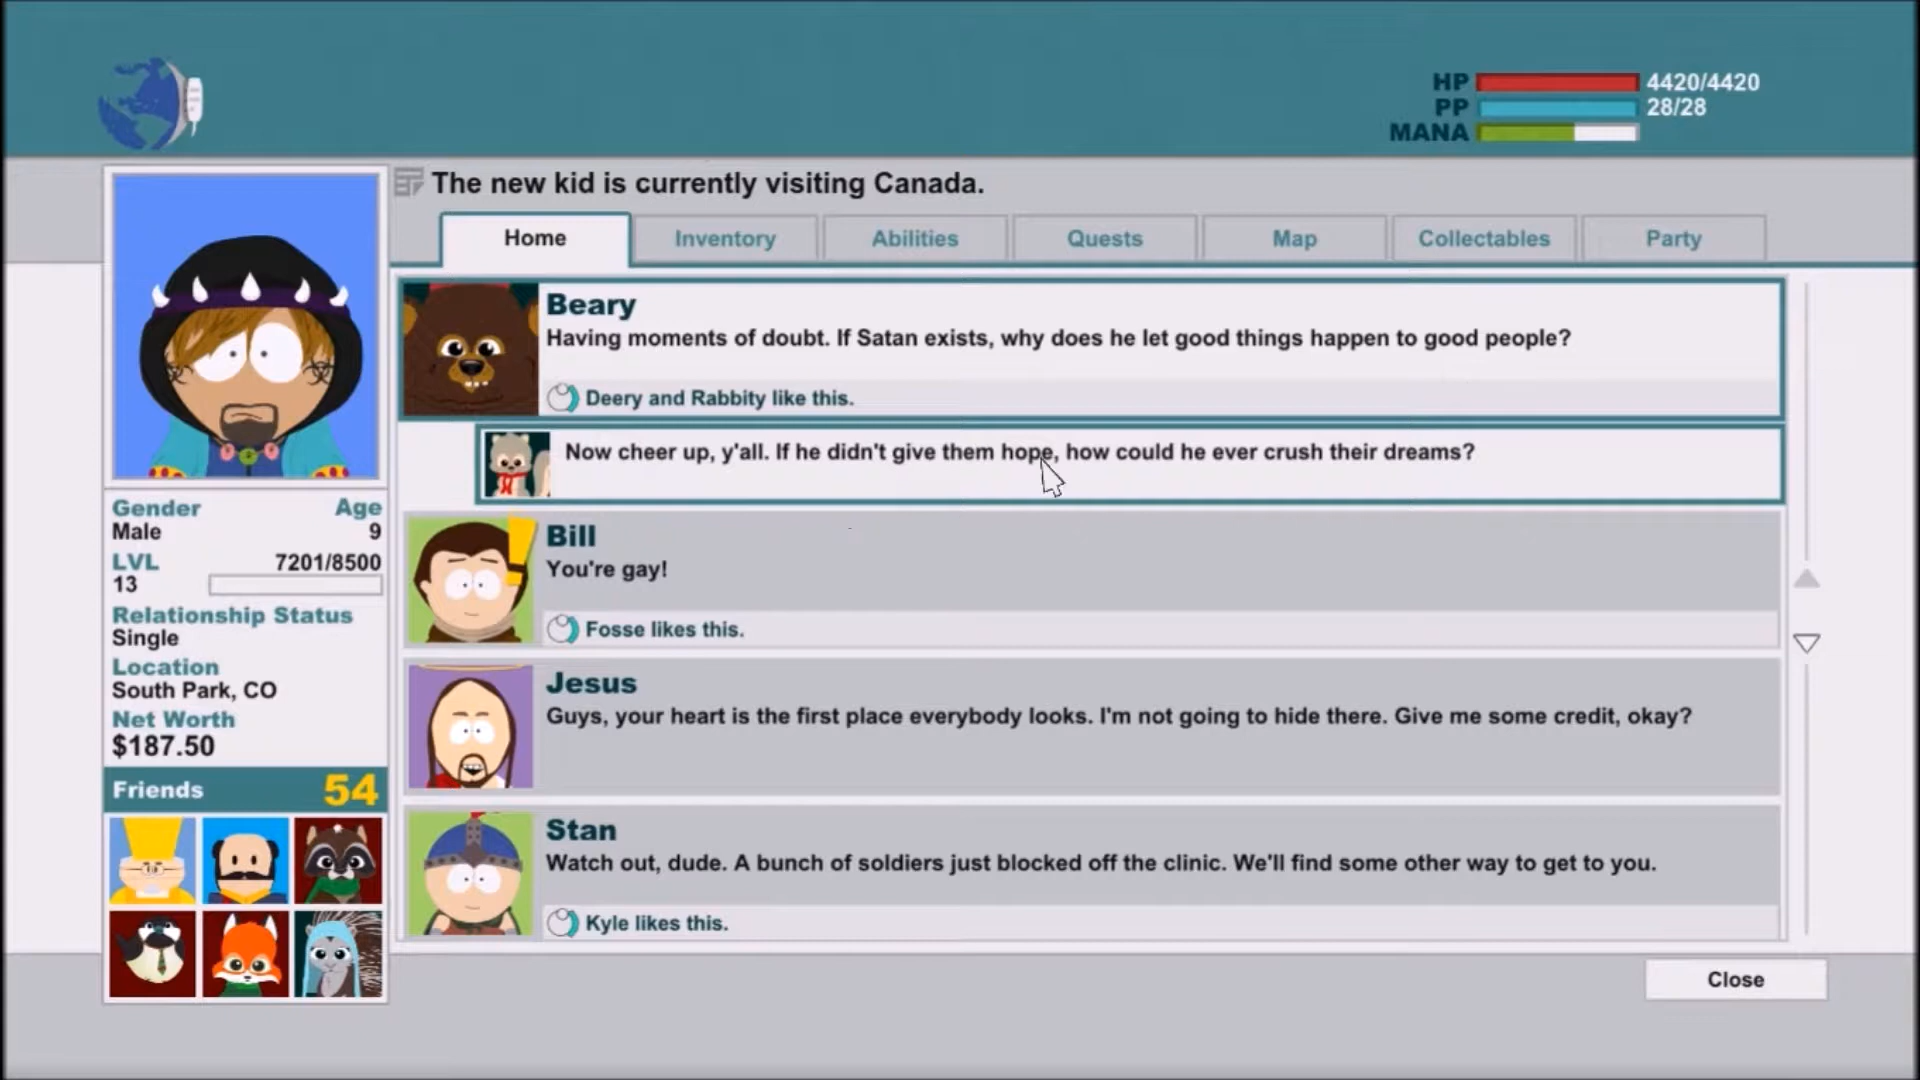 HP 4420/4420
PP 28/28
MANA
The new kid is currently visiting Canada.
Home Inventory Abilities Quests Map Collectables Party
Beary
Having moments of doubt. If Satan exists, why does he let good things happen to good people?
Deery and Rabbity like this.
Now cheer up, y'all. If he didn't give them hope, how could he ever crush their dreams?
Bill
You're gay!
Fosse likes this.
Jesus
Guys, your heart is the first place everybody looks. I'm not going to hide there. Give me some credit, okay?
Stan
Watch out, dude. A bunch of soldiers just blocked off the clinic. We'll find some other way to get to you.
Kyle likes this.
Gender Age
Male 9
LVL 7201/8500
13
Relationship Status
Single
Location
South Park, CO
Net Worth
$187.50
Friends 54
Close